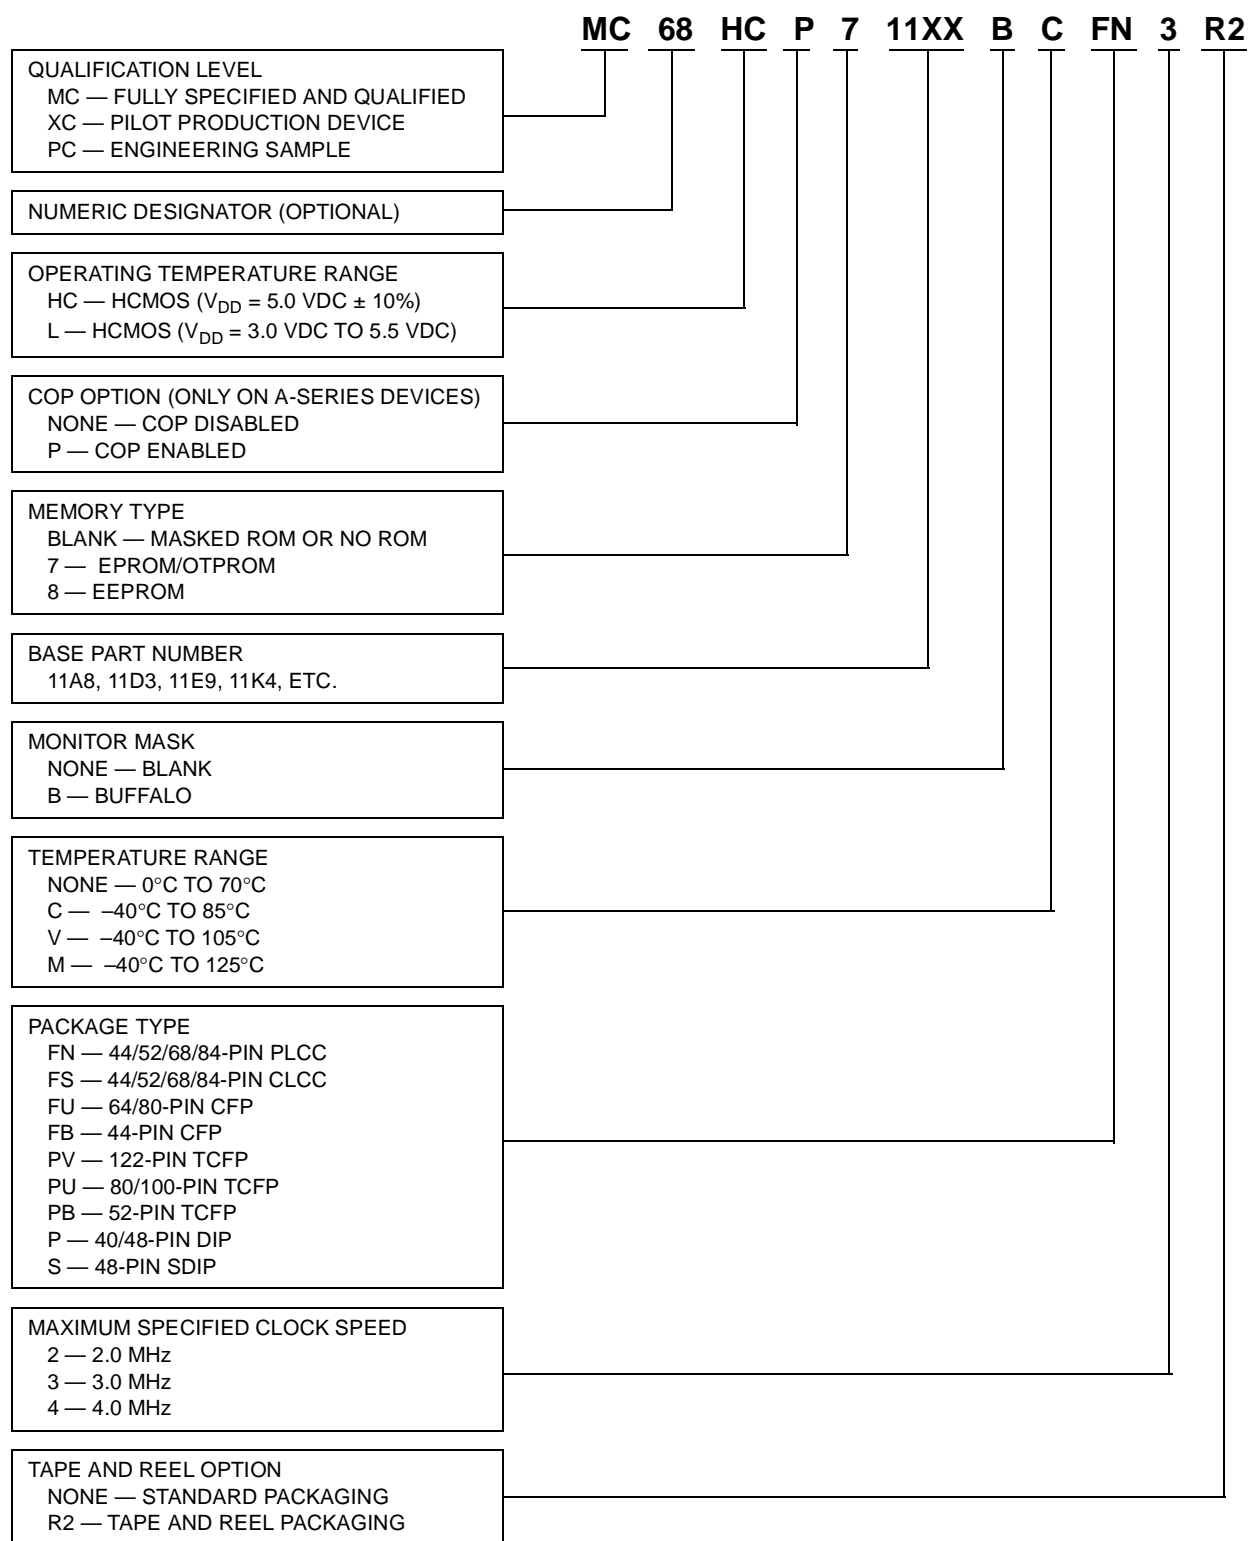 MC 68 HC P 7 11XX B C FN 3 R2
QUALIFICATION LEVEL
MC — FULLY SPECIFIED AND QUALIFIED
XC — PILOT PRODUCTION DEVICE
PC — ENGINEERING SAMPLE
NUMERIC DESIGNATOR (OPTIONAL)
OPERATING TEMPERATURE RANGE
HC — HCMOS (VDD = 5.0 VDC ± 10%)
L — HCMOS (VDD = 3.0 VDC TO 5.5 VDC)
COP OPTION (ONLY ON A-SERIES DEVICES)
NONE — COP DISABLED
P — COP ENABLED
MEMORY TYPE
BLANK — MASKED ROM OR NO ROM
7 — EPROM/OTPROM
8 — EEPROM
BASE PART NUMBER
11A8, 11D3, 11E9, 11K4, ETC.
MONITOR MASK
NONE — BLANK
B — BUFFALO
TEMPERATURE RANGE
NONE — 0°C TO 70°C
C — –40°C TO 85°C
V — –40°C TO 105°C
M — –40°C TO 125°C
PACKAGE TYPE
FN — 44/52/68/84-PIN PLCC
FS — 44/52/68/84-PIN CLCC
FU — 64/80-PIN CFP
FB — 44-PIN CFP
PV — 122-PIN TCFP
PU — 80/100-PIN TCFP
PB — 52-PIN TCFP
P — 40/48-PIN DIP
S — 48-PIN SDIP
MAXIMUM SPECIFIED CLOCK SPEED
2 — 2.0 MHz
3 — 3.0 MHz
4 — 4.0 MHz
TAPE AND REEL OPTION
NONE — STANDARD PACKAGING
R2 — TAPE AND REEL PACKAGING